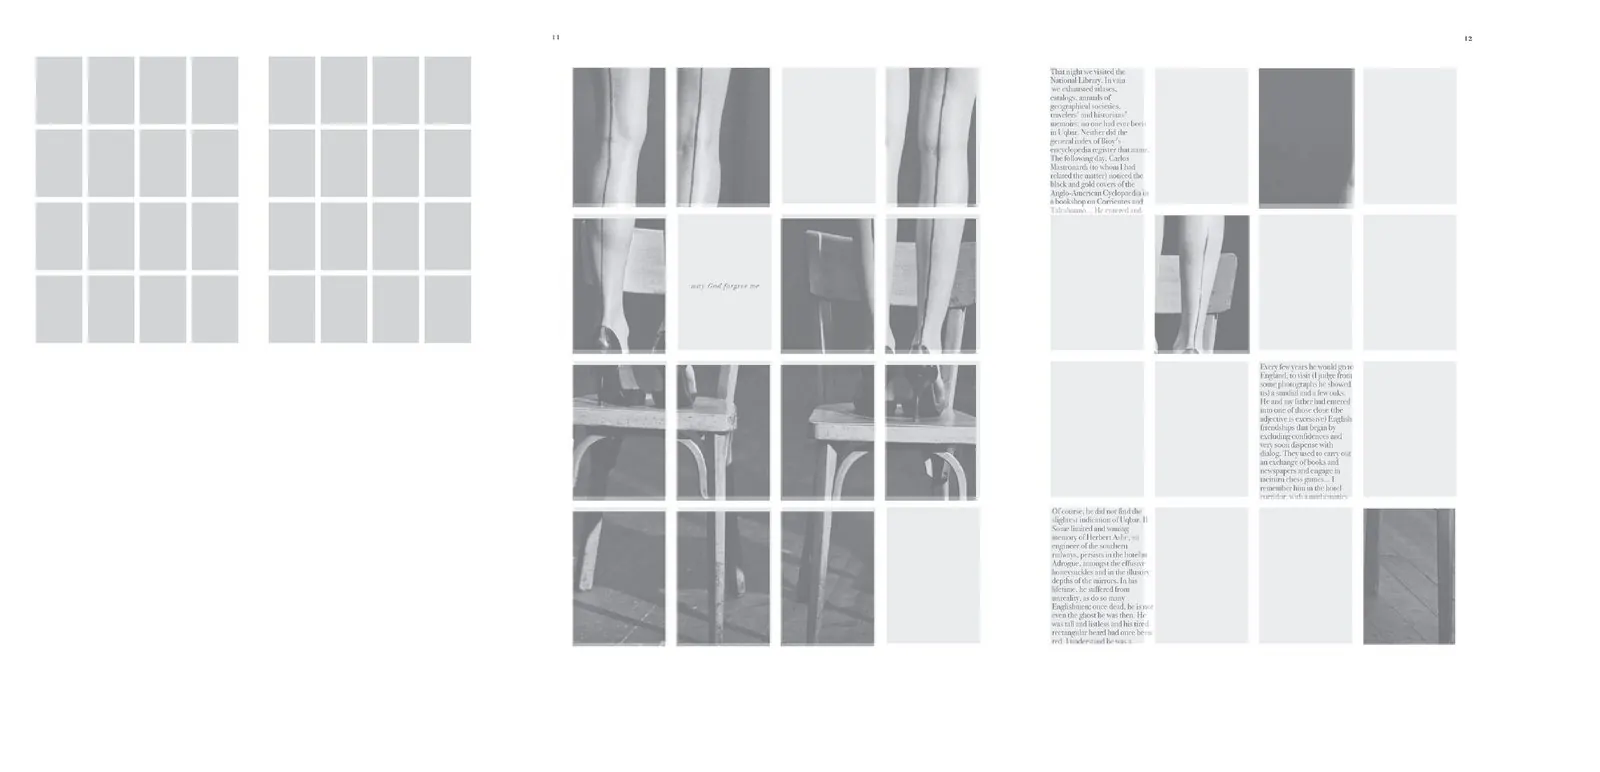 11
12
That night we visited the
National Library. In vain
we exhausted atlases,
catalogs, annuals of
geographical societies,
travelers' and historians'
memoirs: no one had ever been
in Uqbar. Neither did the
general index of Bioy's
encyclopedia register that name.
The following day, Carlos
Mastronardi (to whom I had
related the matter) noticed the
black and gold covers of the
Anglo-American Cyclopaedia in
a bookshop on Corrientes and
Talcahuano... He entered and
may God forgive me
Every few years he would go to
England, to visit (I judge from
some photographs he showed
us) a sundial and a few oaks.
He and my father had entered
into one of those close (the
adjective is excessive) English
friendships that begin by
excluding confidences and
very soon dispense with
dialog. They used to carry out
an exchange of books and
newspapers and engage in
taciturn chess games... I
remember him in the hotel
corridor, with a mathematics
Of course, he did not find the
slightest indication of Uqbar. II
Some limited and waning
memory of Herbert Ashe, an
engineer of the southern
railways, persists in the hotel in
Adrogue, amongst the effusive
honeysuckles and in the illusory
depths of the mirrors. In his
lifetime, he suffered from
unreality, as do so many
Englishmen; once dead, he is not
even the ghost he was then. He
was tall and listless and his tired
rectangular beard had once been
red. I understand he was a